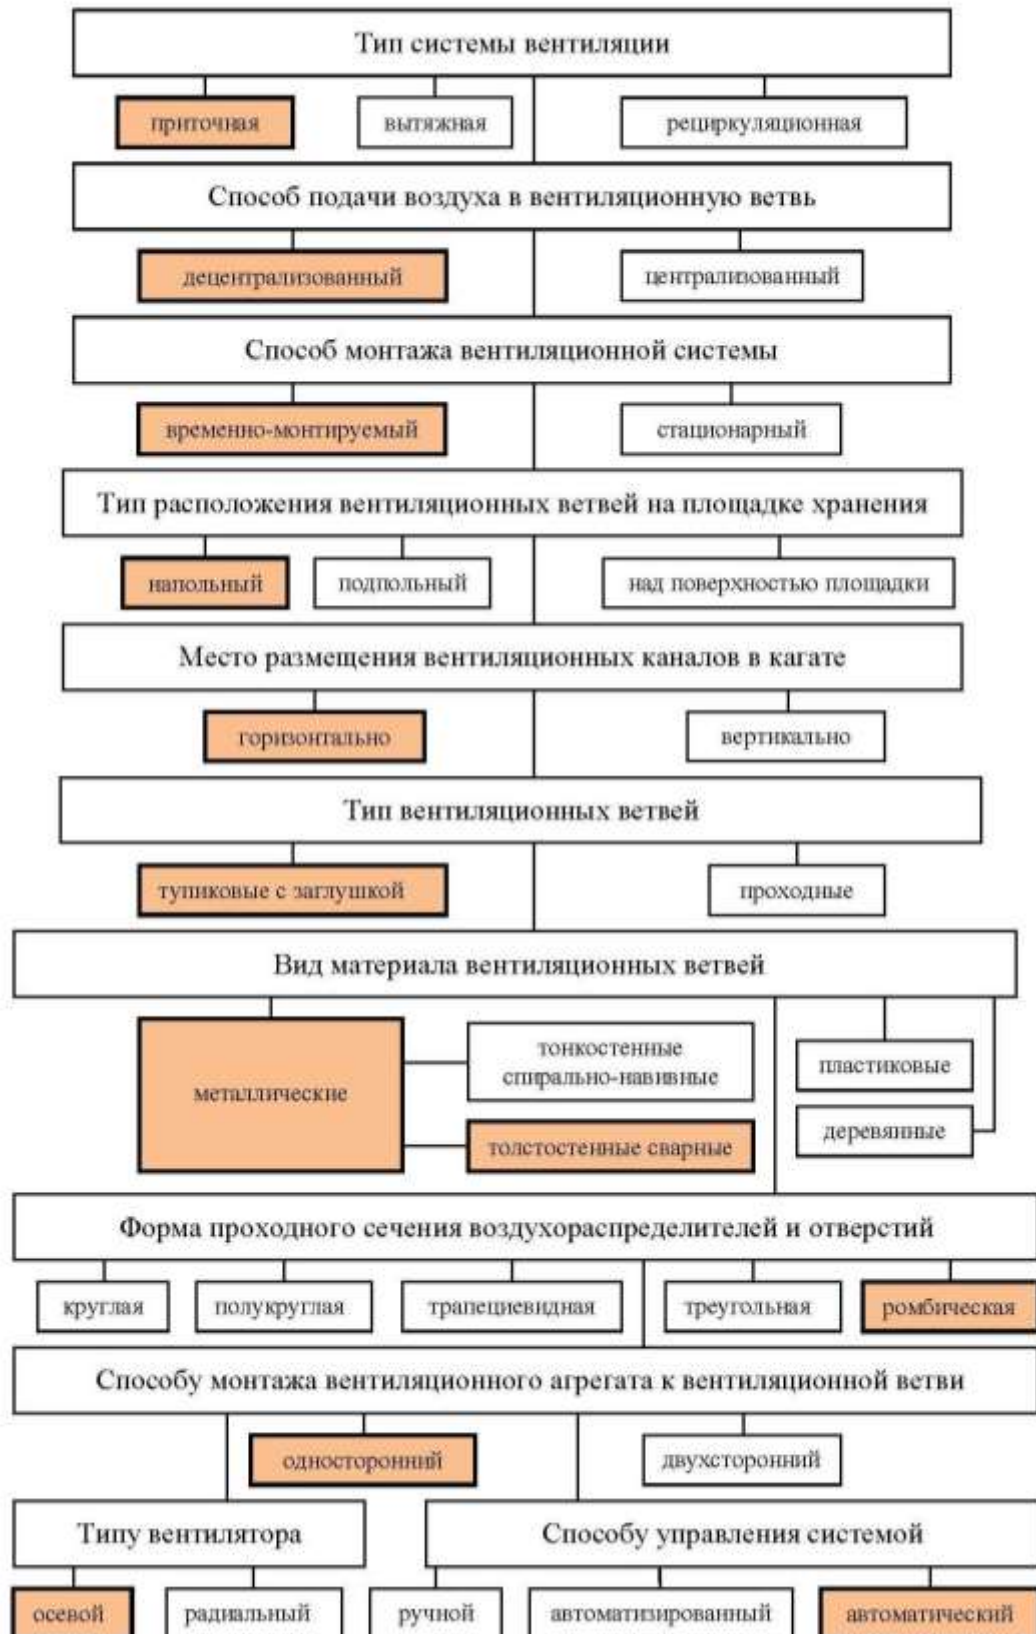 Тип системы вентиляции
приточная
вытяжная
рециркуляционная
Способ подачи воздуха в вентиляционную ветвь
децентрализованный
централизованный
Способ монтажа вентиляционной системы
временно-монтируемый
стационарный
Тип расположения вентиляционных ветвей на площадке хранения
напольный
подпольный
над поверхностью площадки
Место размещения вентиляционных каналов в кагате
горизонтально
вертикально
Тип вентиляционных ветвей
тупиковые с заглушкой
проходные
Вид материала вентиляционных ветвей
металлические
тонкостенные
спирально-навивные
толстостенные сварные
пластиковые
деревянные
Форма проходного сечения воздухораспределителей и отверстий
круглая
полукруглая
трапециевидная
треугольная
ромбическая
Способу монтажа вентиляционного агрегата к вентиляционной ветви
односторонний
двухсторонний
Типу вентилятора
Способу управления системой
осевой
радиальный
ручной
автоматизированный
автоматический